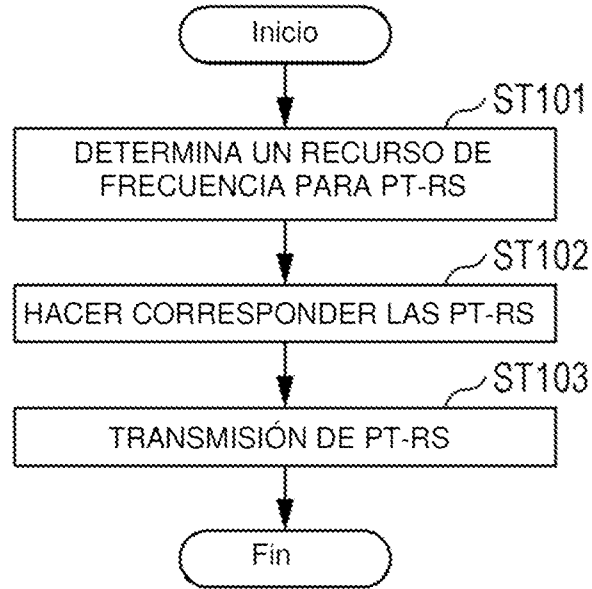 Inicio
ST101
DETERMINA UN RECURSO DE
FRECUENCIA PARA PT-RS
ST102
HACER CORRESPONDER LAS PT-RS
ST103
TRANSMISIÓN DE PT-RS
Fin